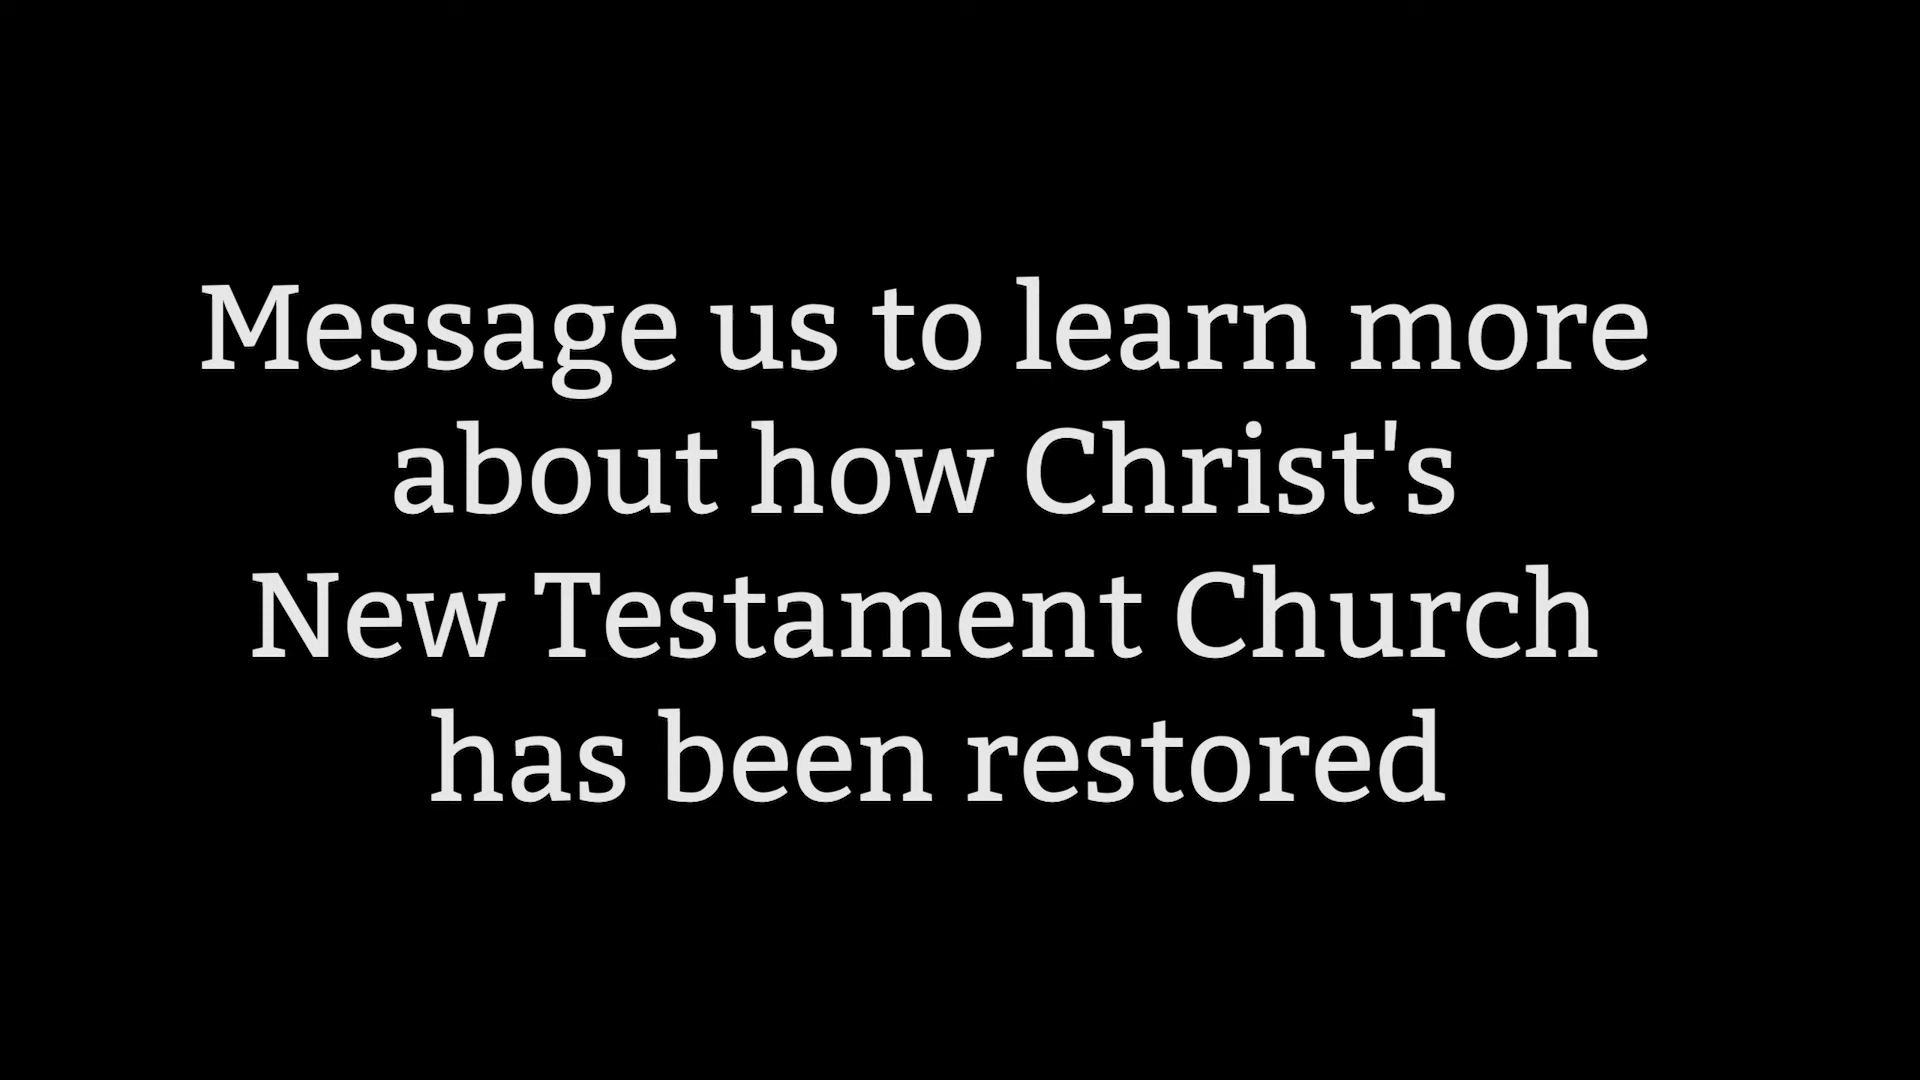 Message us to learn more
about how Christ's
New Testament Church
has been restored